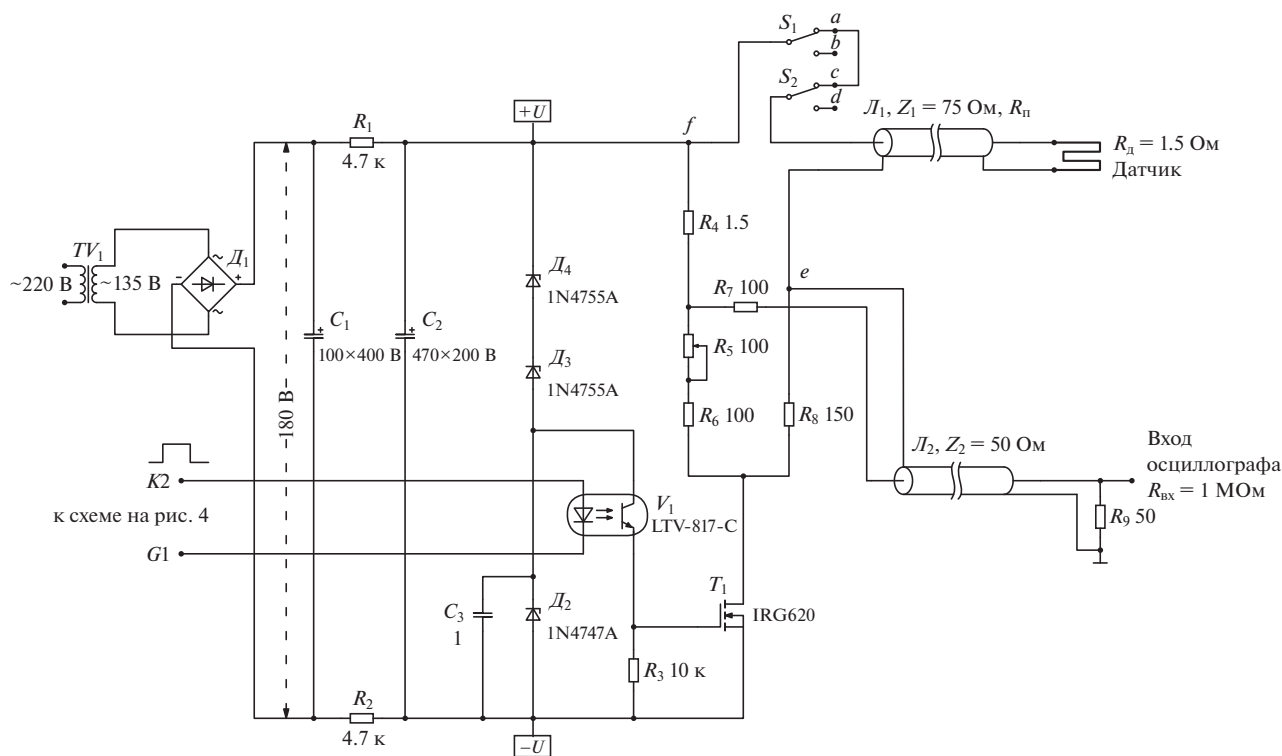 S₁
a
b
S₂
c
d
+U
f
Л₁, Z₁ = 75 Ом, Rп
R₁
4.7 к
Rд = 1.5 Ом
Датчик
R₄ 1.5
TV₁
~220 В
~135 В
Д₁
~
~
-
+
Д₄
1N4755A
e
R₇ 100
C₁
+
100×400 В
C₂
+
470×200 В
Д₃
1N4755A
R₅ 100
180 В
R₆ 100
R₈ 150
Л₂, Z₂ = 50 Ом
Вход
осциллографа
Rвх = 1 МОм
K2
к схеме на рис. 4
G1
V₁
LTV-817-C
R₉ 50
T₁
IRG620
C₃
1
Д₂
1N4747A
R₃ 10 к
R₂
4.7 к
−U